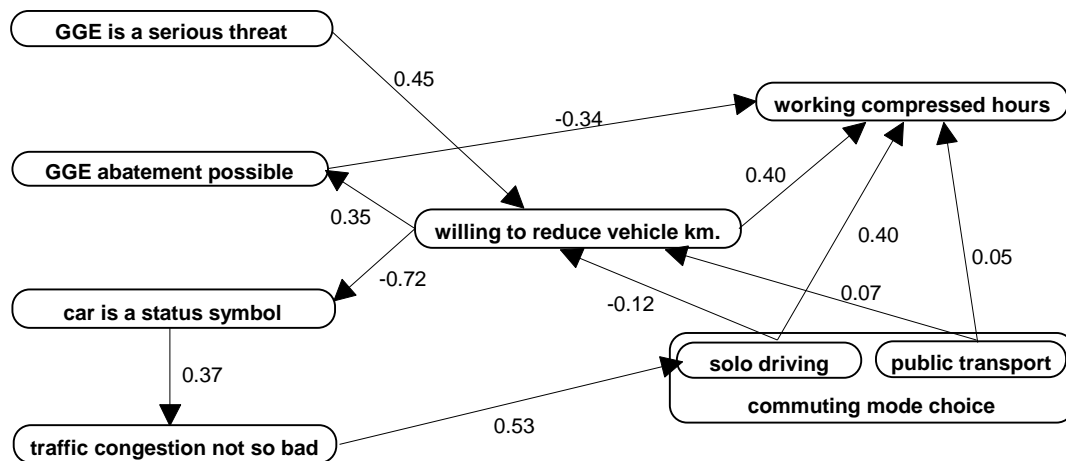 GGE is a serious threat
0.45
working compressed hours
-0.34
GGE abatement possible
0.40
0.35
willing to reduce vehicle km.
0.40
0.05
-0.72
0.07
-0.12
car is a status symbol
solo driving
public transport
0.37
commuting mode choice
0.53
traffic congestion not so bad